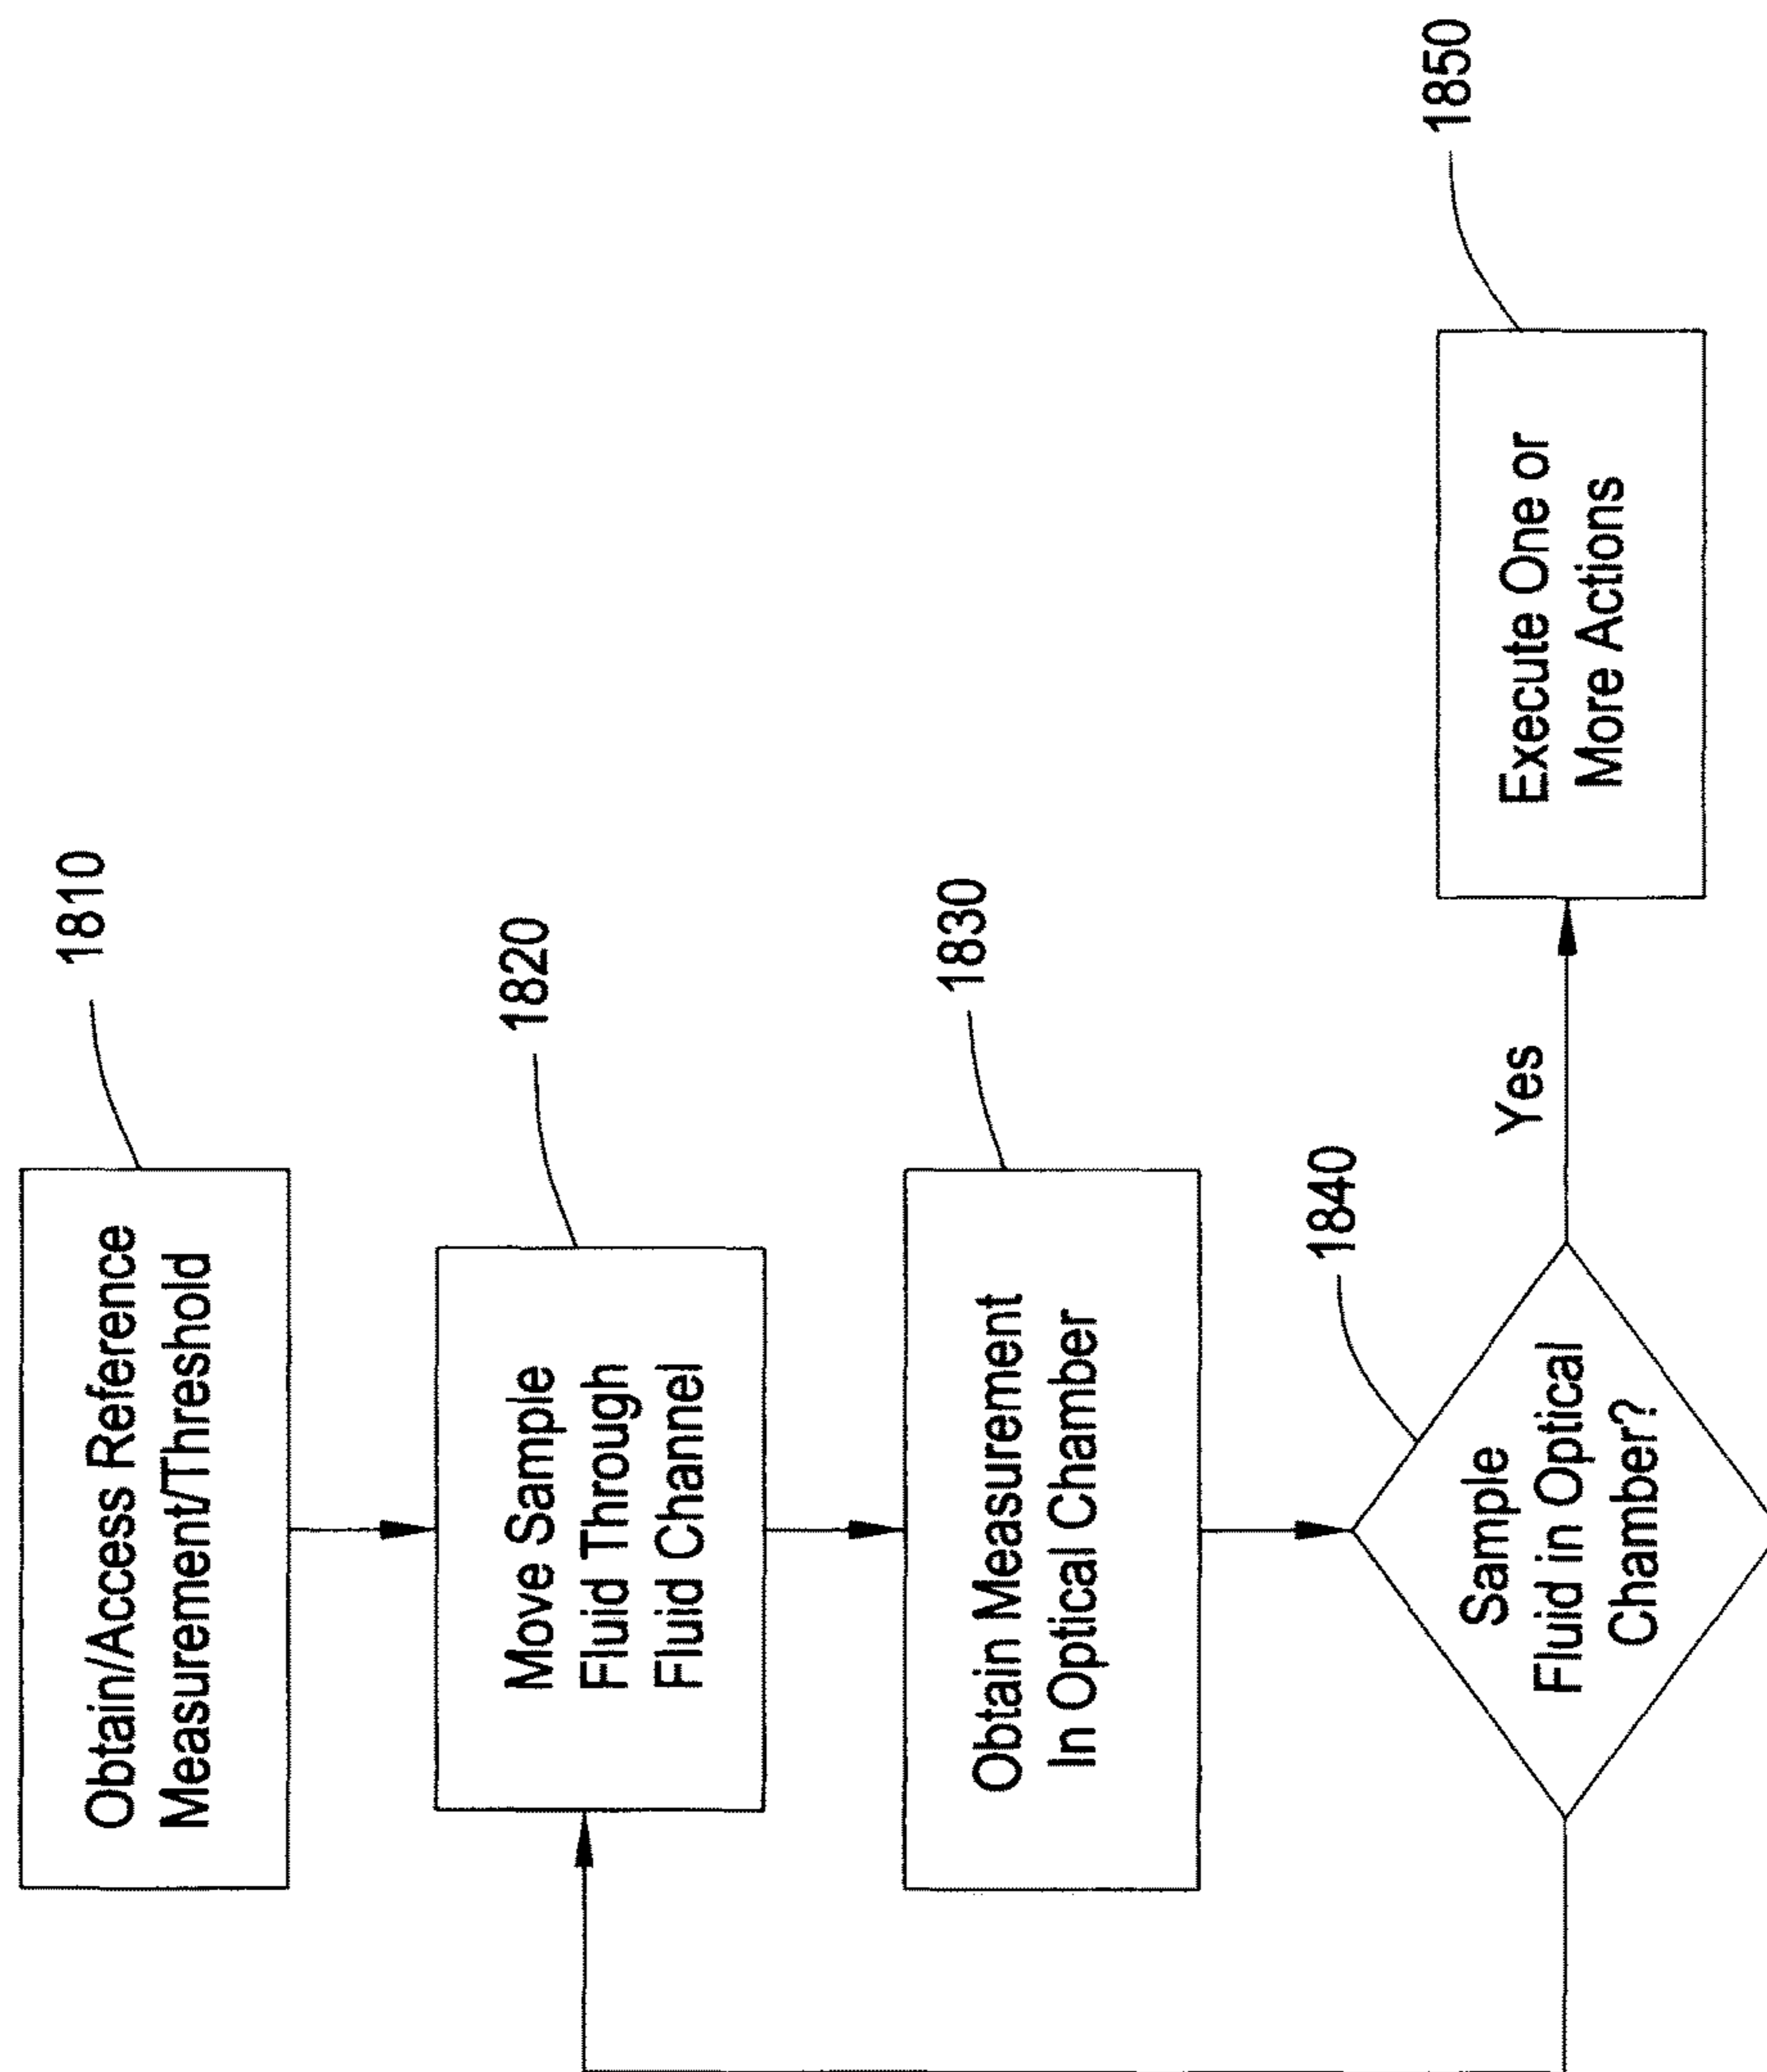 1810
Obtain/Access Reference
Measurement/Threshold
1820
Move Sample
Fluid Through
Fluid Channel
1830
Obtain Measurement
In Optical Chamber
1840
Sample
Fluid in Optical
Chamber?
Yes
1850
Execute One or
More Actions